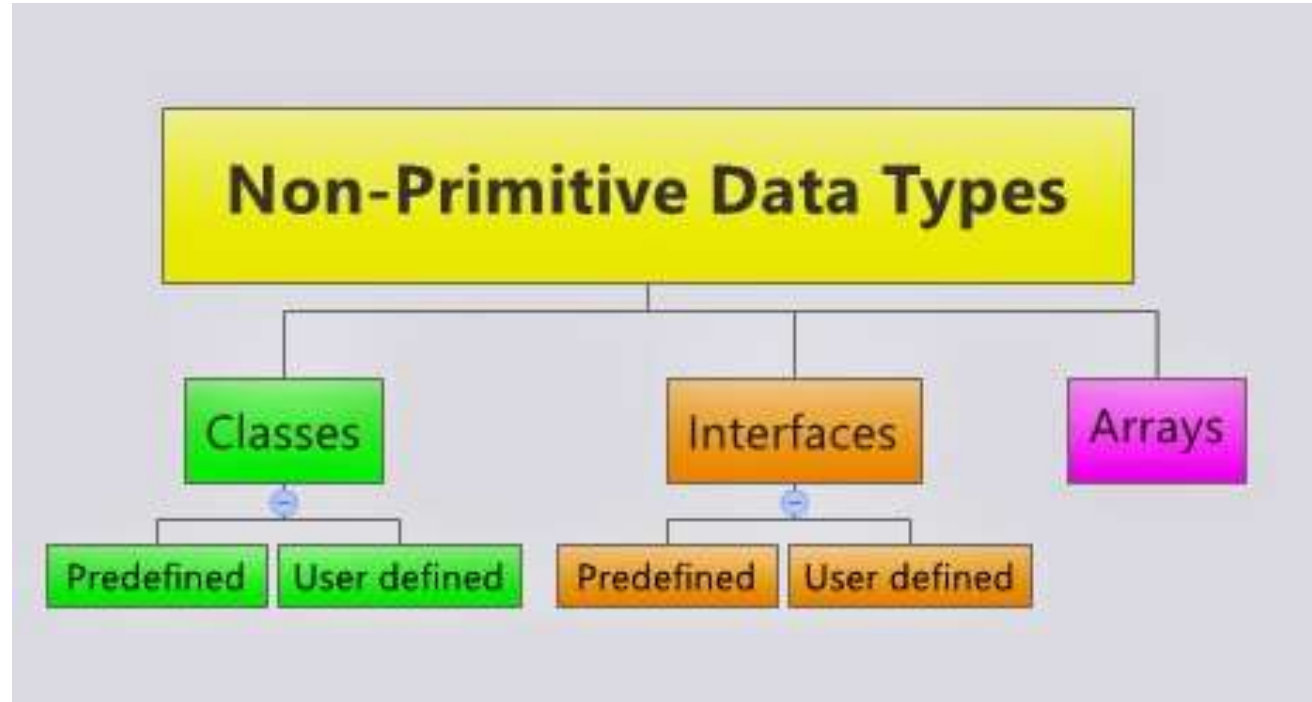 Non-Primitive Data Types
Classes
Interfaces
Arrays
Predefined
User defined
Predefined
User defined